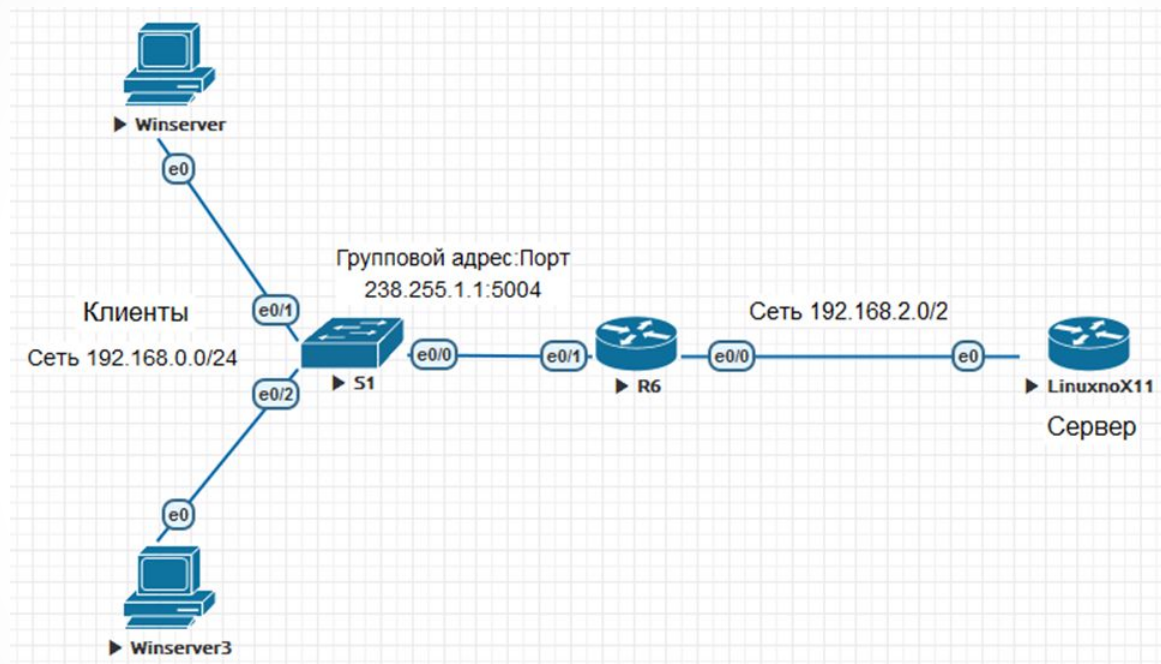 Winserver
e0
Групповой адрес:Порт
238.255.1.1:5004
Клиенты
Сеть 192.168.0.0/24
e0/1
e0/0
e0/1
e0/0
e0
Сеть 192.168.2.0/2
S1
R6
LinuxnoX11
Сервер
e0/2
e0
Winserver3